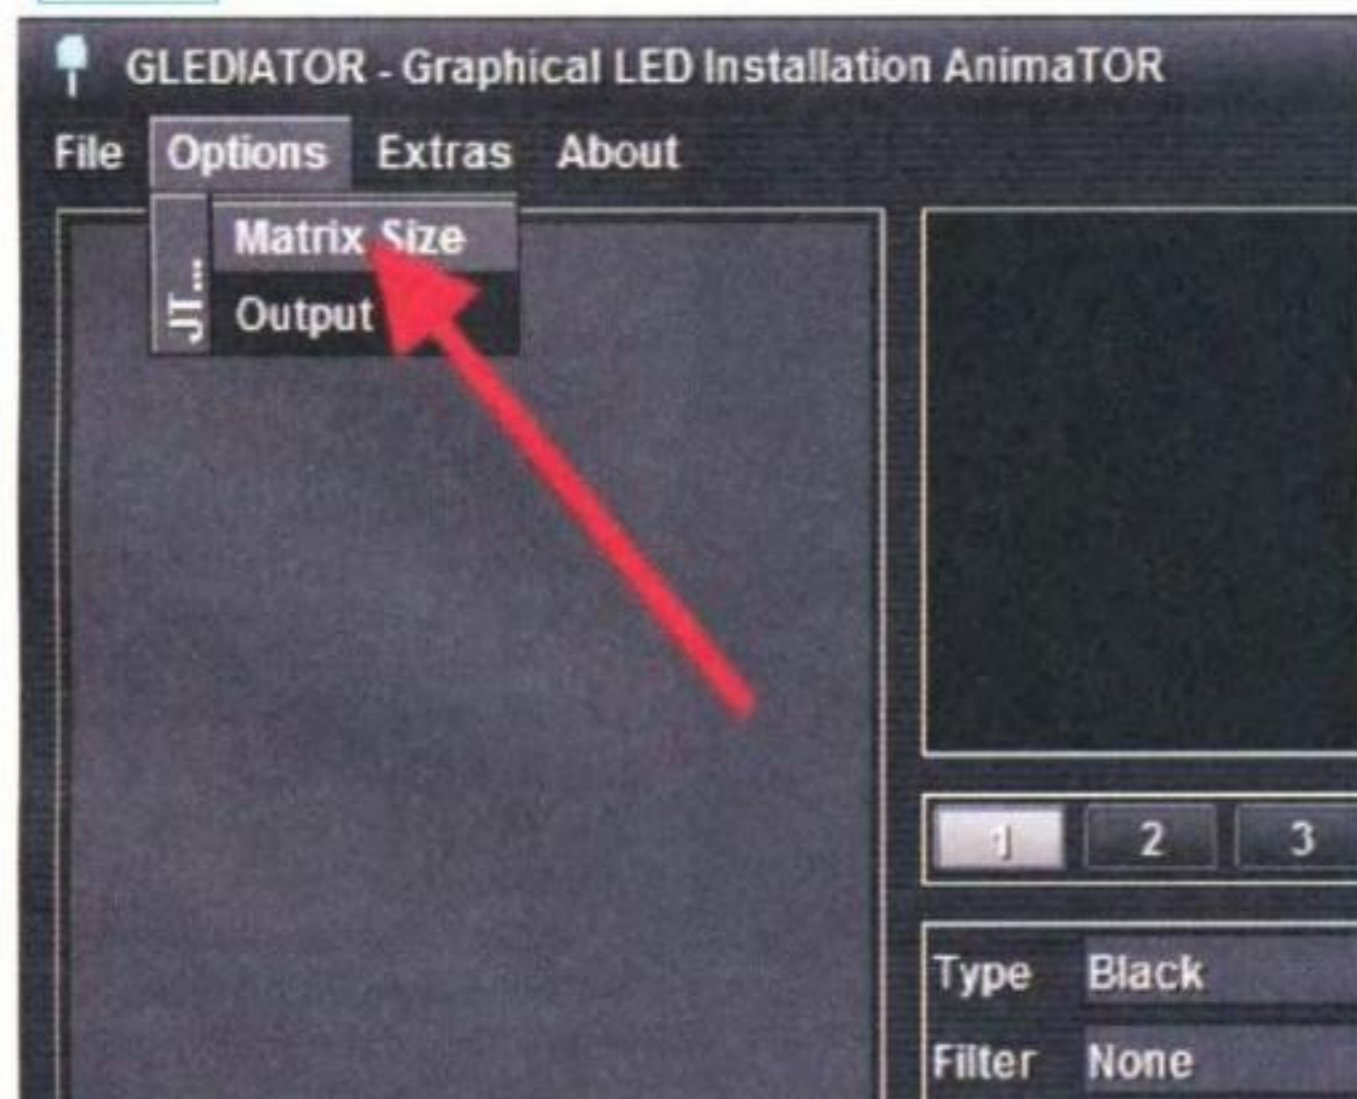 GLEDIATOR - Graphical LED Installation AnimaTOR
File Options Extras About
JT...
Matrix Size
Output
1 2 3
Type Black
Filter None